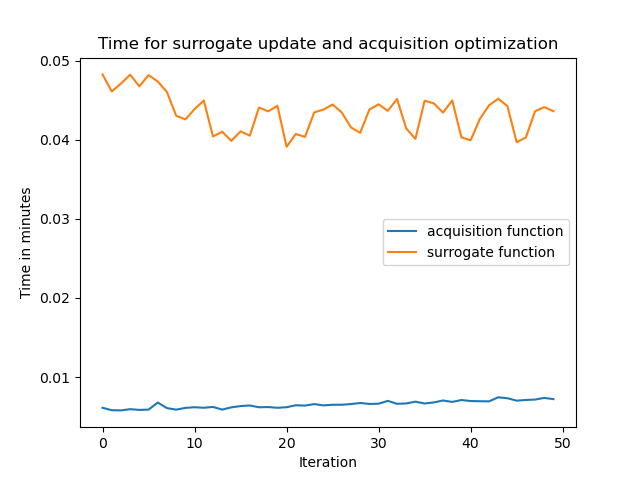 Time for surrogate update and acquisition optimization
0.05
0.04
0.03
0.02
0.01
Time in minutes
acquisition function
surrogate function
0 10 20 30 40 50
Iteration